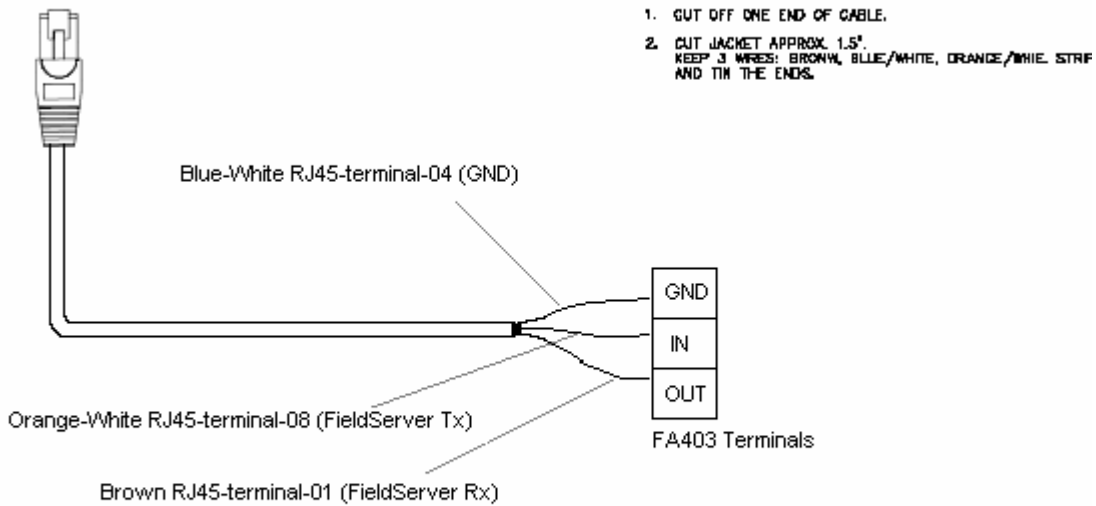 1. CUT OFF ONE END OF CABLE.
2. CUT JACKET APPROX. 1.5".
KEEP 3 WIRES: BRONW, BLUE/WHITE, ORANGE/WHIE. STRIP
AND TIN THE ENDS.
Blue-White RJ45-terminal-04 (GND)
GND
IN
OUT
Orange-White RJ45-terminal-08 (FieldServer Tx)
FA403 Terminals
Brown RJ45-terminal-01 (FieldServer Rx)